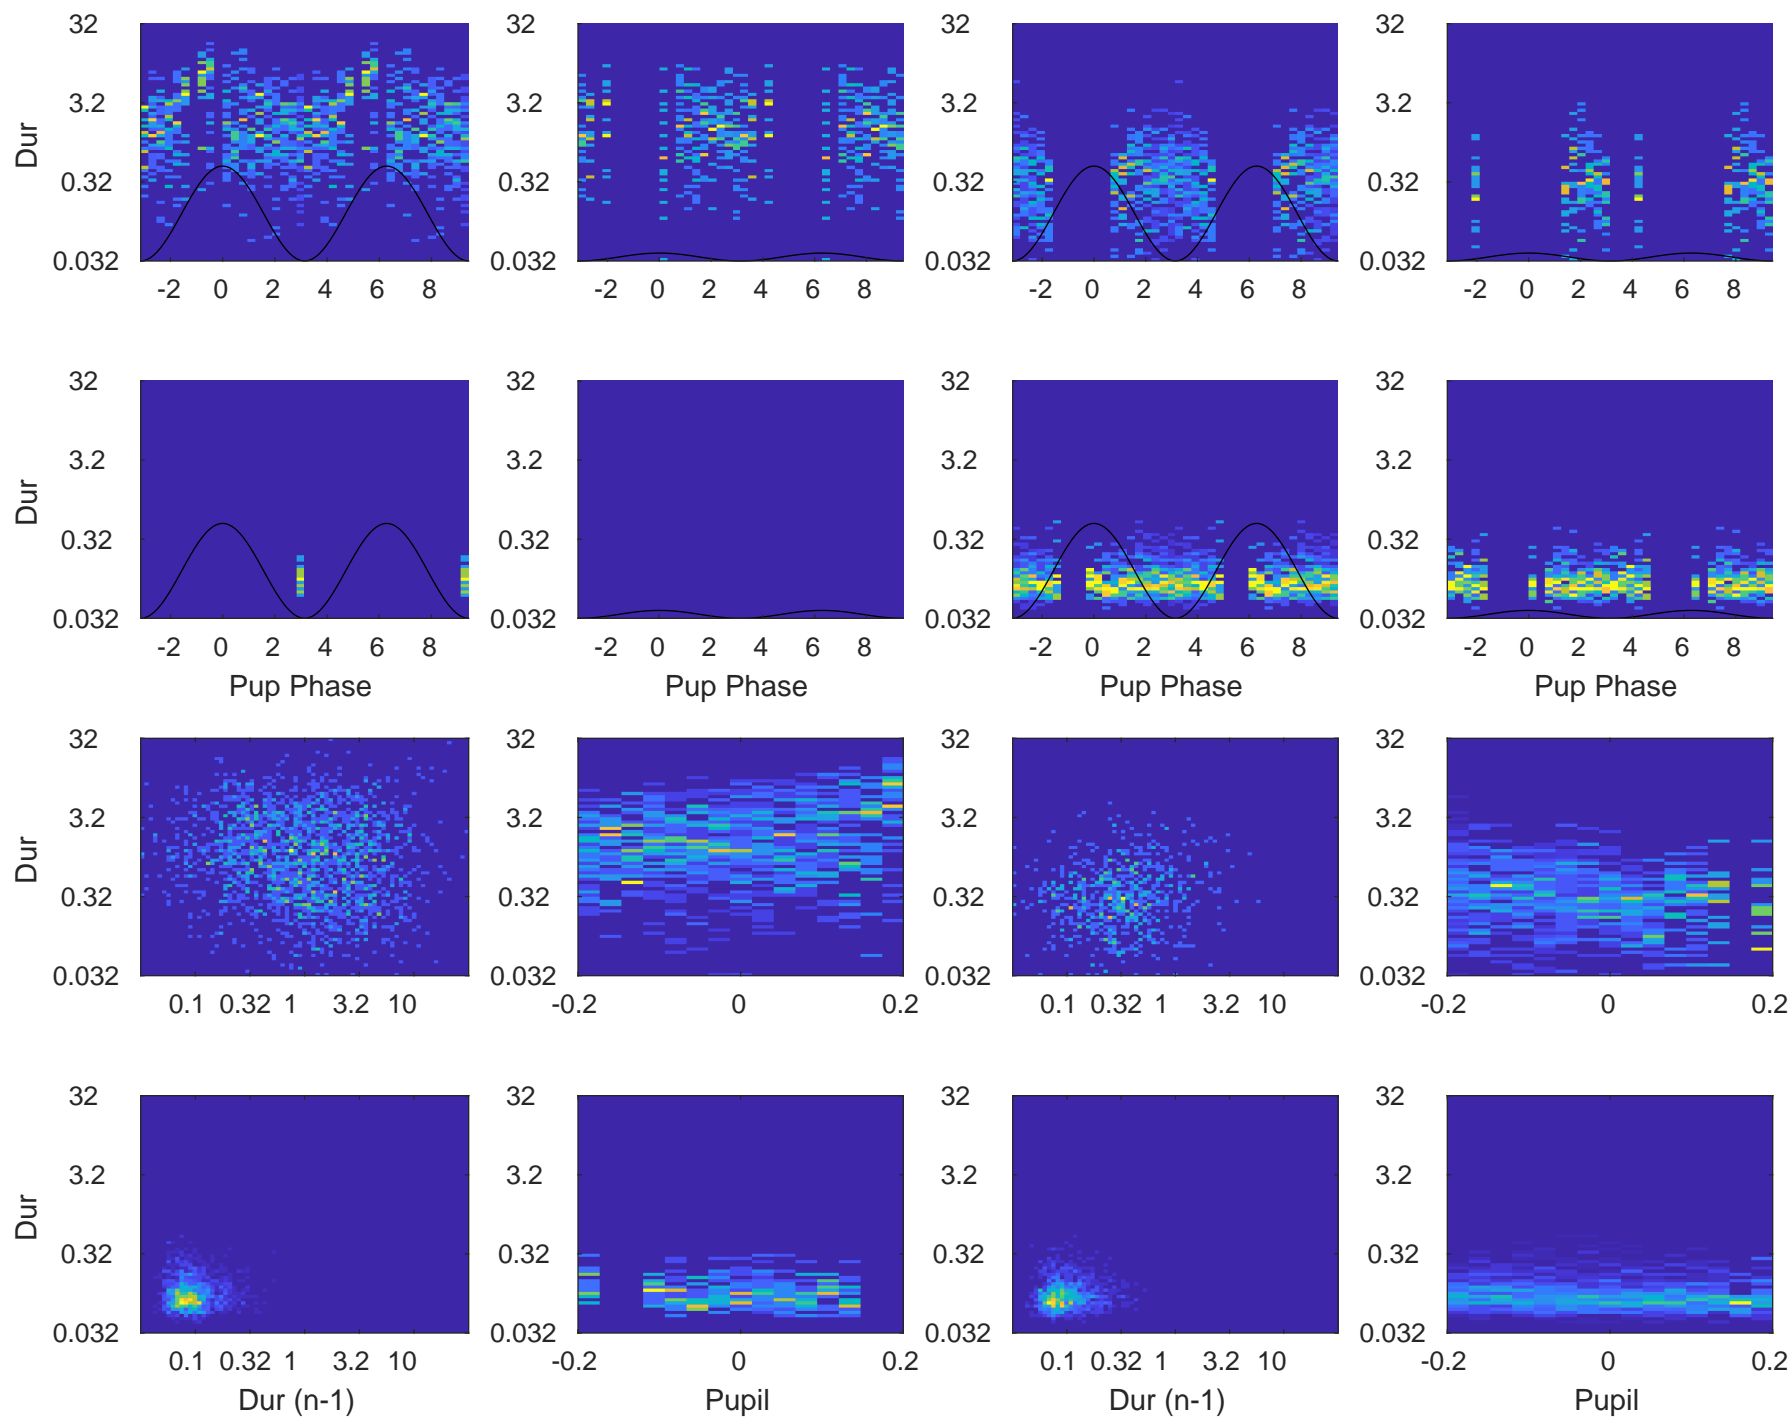 32 32 32 32
3.2 3.2 3.2 3.2
Dur
0.32 0.32 0.32 0.32
0.032 0.032 0.032 0.032
-2 0 2 4 6 8 -2 0 2 4 6 8 -2 0 2 4 6 8 -2 0 2 4 6 8
32 32 32 32
3.2 3.2 3.2 3.2
Dur
0.32 0.32 0.32 0.32
0.032 0.032 0.032 0.032
-2 0 2 4 6 8 -2 0 2 4 6 8 -2 0 2 4 6 8 -2 0 2 4 6 8
Pup Phase Pup Phase Pup Phase Pup Phase
32 32 32 32
3.2 3.2 3.2 3.2
Dur
0.32 0.32 0.32 0.32
0.032 0.032 0.032 0.032
0.1 0.32 1 3.2 10 -0.2 0 0.2 0.1 0.32 1 3.2 10 -0.2 0 0.2
32 32 32 32
3.2 3.2 3.2 3.2
Dur
0.32 0.32 0.32 0.32
0.032 0.032 0.032 0.032
0.1 0.32 1 3.2 10 -0.2 0 0.2 0.1 0.32 1 3.2 10 -0.2 0 0.2
Dur (n-1) Pupil Dur (n-1) Pupil